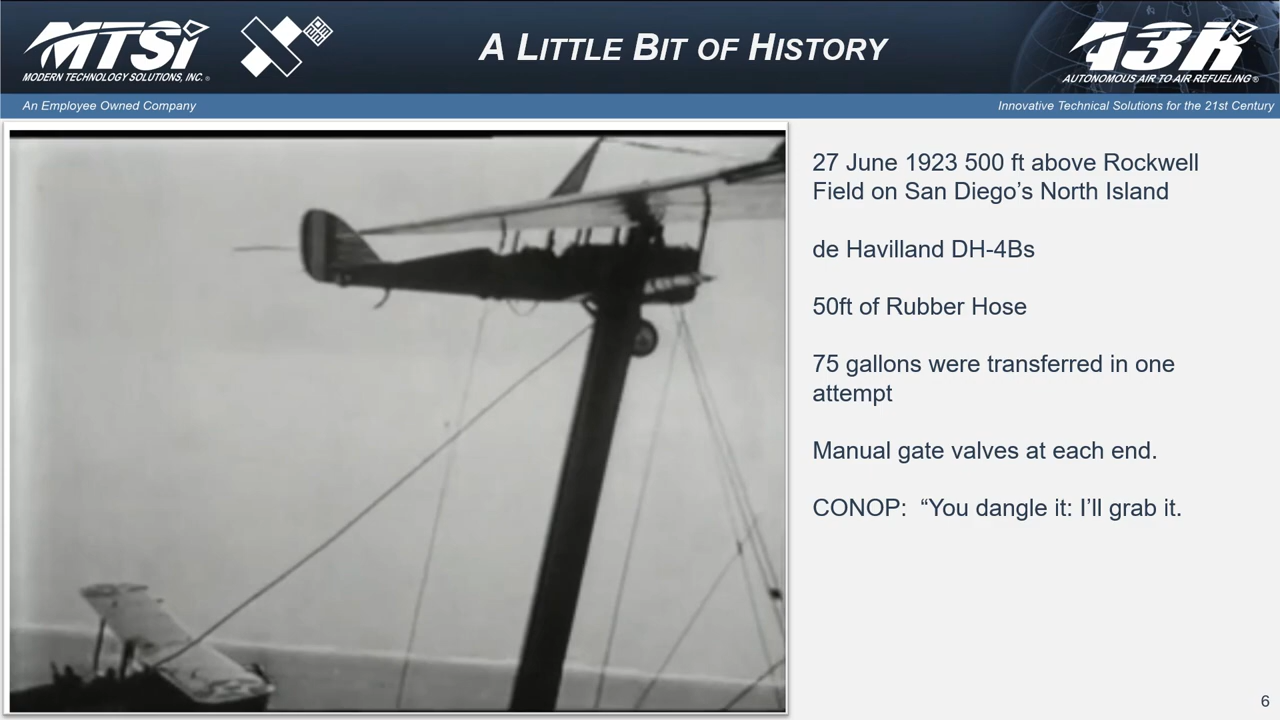 MTSi
MODERN TECHNOLOGY SOLUTIONS, INC.®
A LITTLE BIT OF HISTORY
A3R
AUTONOMOUS AIR TO AIR REFUELING®
An Employee Owned Company
Innovative Technical Solutions for the 21st Century
27 June 1923 500 ft above Rockwell
Field on San Diego’s North Island
de Havilland DH-4Bs
50ft of Rubber Hose
75 gallons were transferred in one
attempt
Manual gate valves at each end.
CONOP:  “You dangle it: I’ll grab it.
6